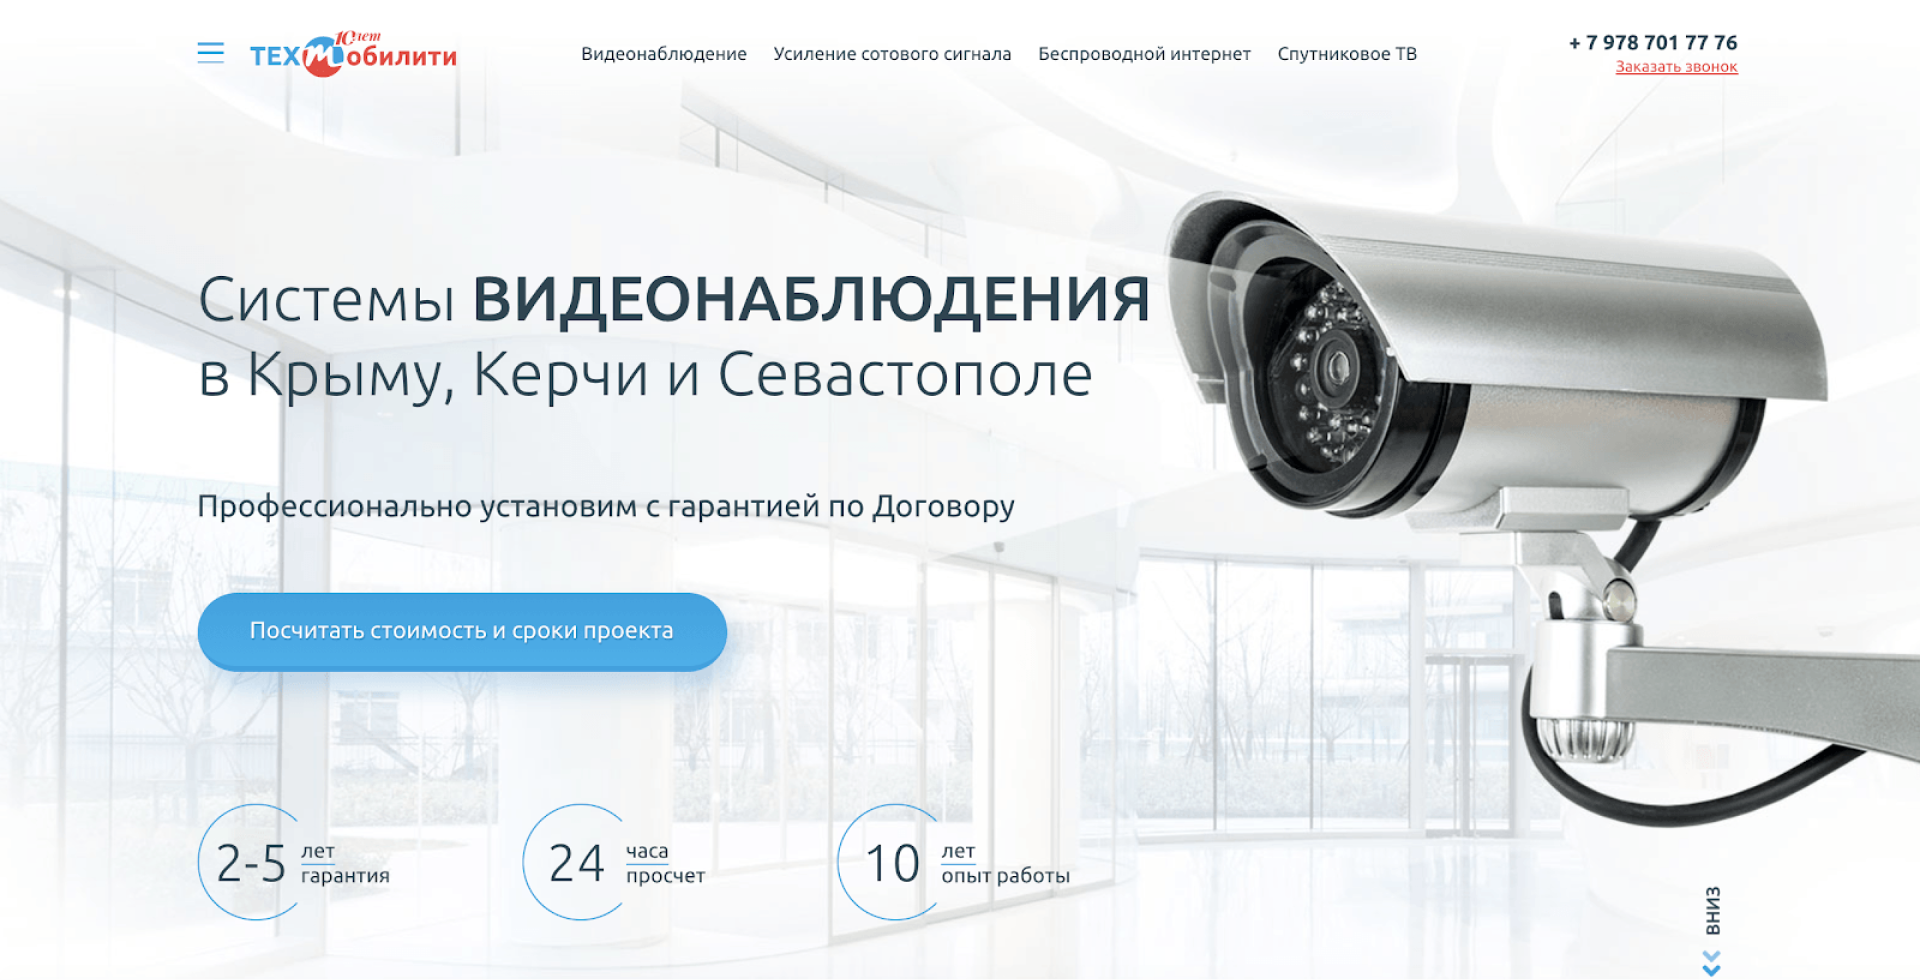 ТЕХ мобилити
10 лет
Видеонаблюдение Усиление сотового сигнала Беспроводной интернет Спутниковое ТВ
+ 7 978 701 77 76
Заказать звонок
Системы ВИДЕОНАБЛЮДЕНИЯ
в Крыму, Керчи и Севастополе
Профессионально установим с гарантией по Договору
Посчитать стоимость и сроки проекта
2-5 лет
гарантия
24 часа
просчет
10 лет
опыт работы
ВНИЗ